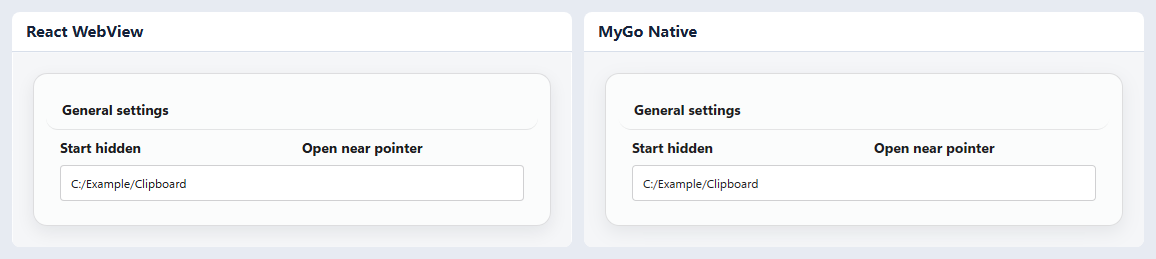 React WebView
General settings
Start hidden Open near pointer
C:/Example/Clipboard
MyGo Native
General settings
Start hidden Open near pointer
C:/Example/Clipboard